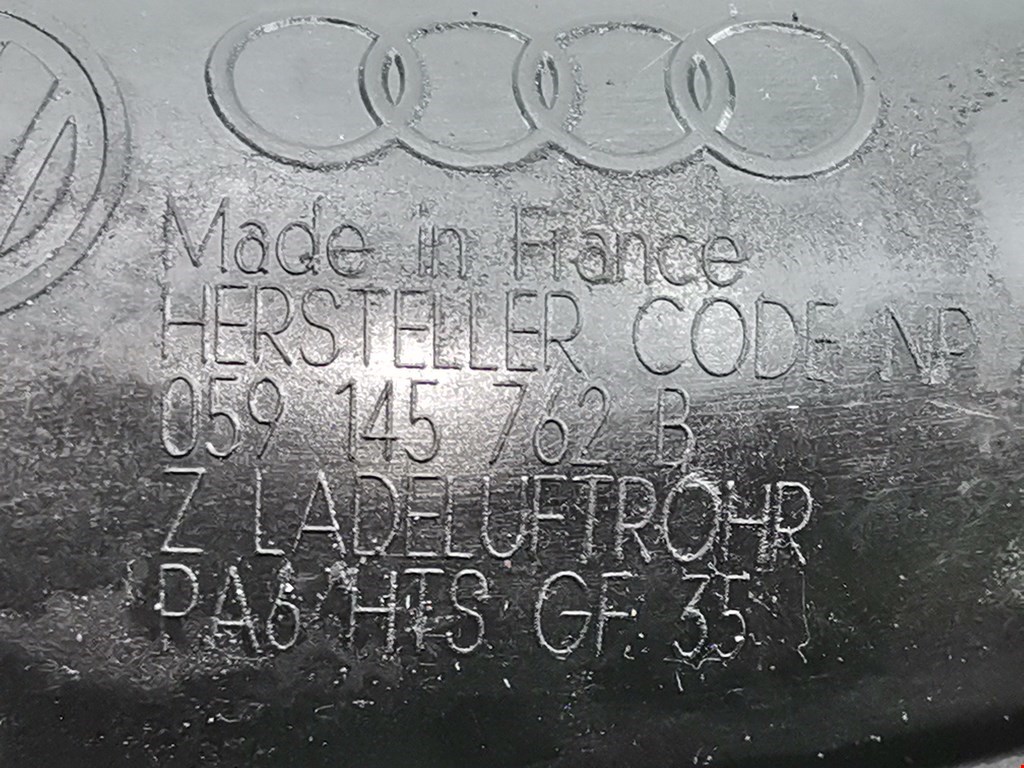 Made in France
HERSTELLER CODE NP
059 145 762 B
Z LADELUFTROHR
PA6 HTS GF 35